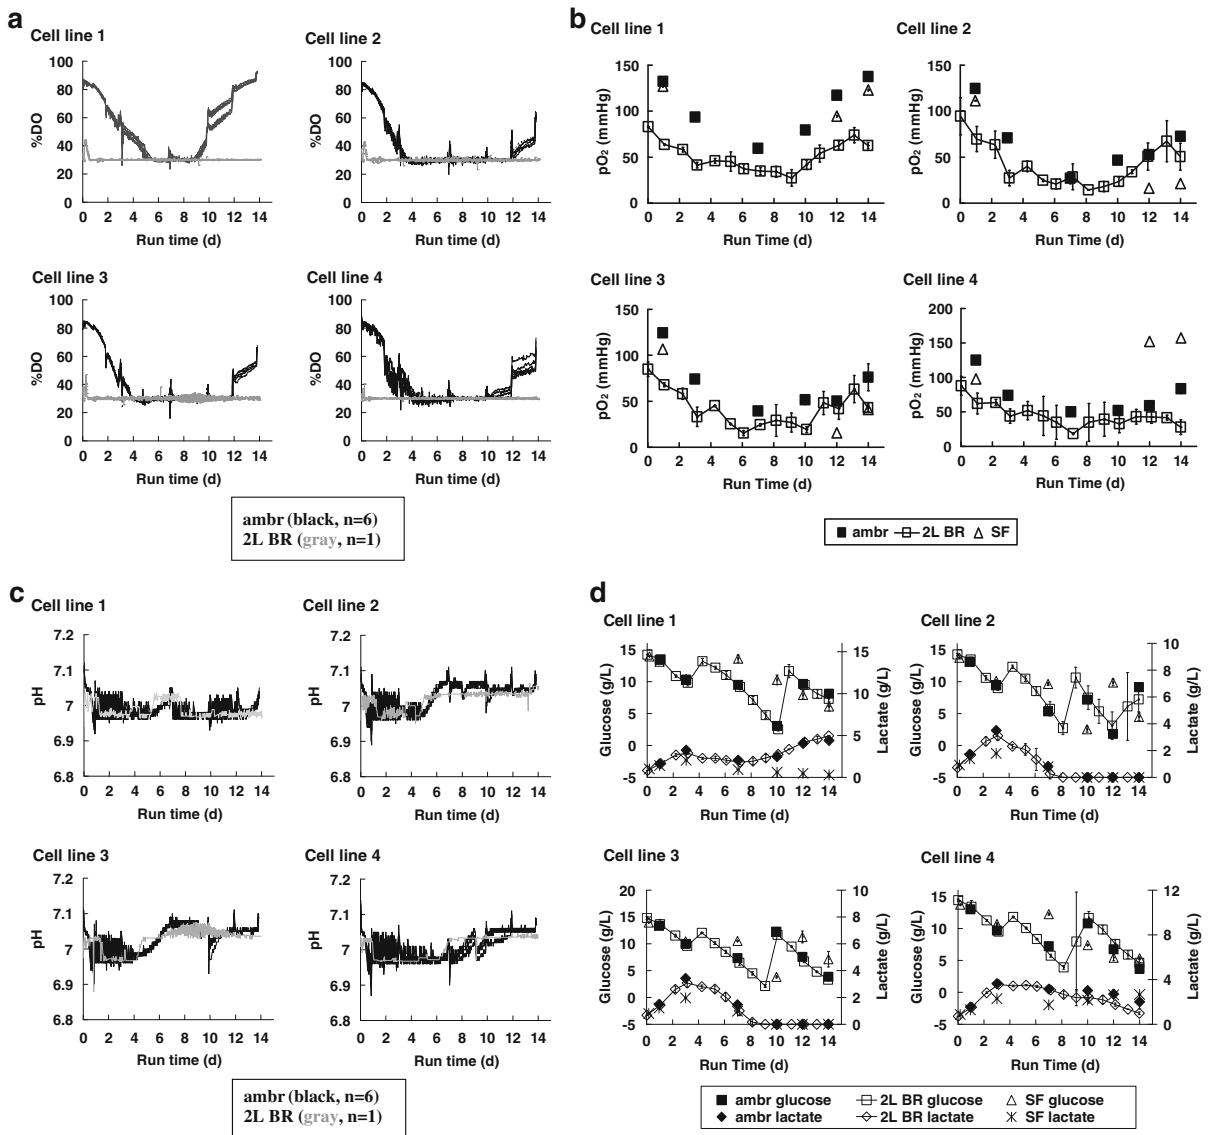 a
Cell line 1
Cell line 2
%DO
100
80
60
40
20
0
0 2 4 6 8 10 12 14
Run time (d)
%DO
100
80
60
40
20
0
0 2 4 6 8 10 12 14
Run time (d)
Cell line 3
Cell line 4
%DO
100
80
60
40
20
0
0 2 4 6 8 10 12 14
Run time (d)
%DO
100
80
60
40
20
0
0 2 4 6 8 10 12 14
Run time (d)
ambr (black, n=6)
2L BR (gray, n=1)
b
Cell line 1
Cell line 2
pO2 (mmHg)
150
100
50
0
0 2 4 6 8 10 12 14
Run Time (d)
pO2 (mmHg)
150
100
50
0
0 2 4 6 8 10 12 14
Run Time (d)
Cell line 3
Cell line 4
pO2 (mmHg)
150
100
50
0
0 2 4 6 8 10 12 14
Run Time (d)
pO2 (mmHg)
200
150
100
50
0
0 2 4 6 8 10 12 14
Run Time (d)
ambr 2L BR SF
c
Cell line 1
Cell line 2
pH
7.2
7.1
7
6.9
6.8
0 2 4 6 8 10 12 14
Run time (d)
pH
7.2
7.1
7
6.9
6.8
0 2 4 6 8 10 12 14
Run time (d)
Cell line 3
Cell line 4
pH
7.2
7.1
7
6.9
6.8
0 2 4 6 8 10 12 14
Run time (d)
pH
7.2
7.1
7
6.9
6.8
0 2 4 6 8 10 12 14
Run time (d)
ambr (black, n=6)
2L BR (gray, n=1)
d
Cell line 1
Cell line 2
Glucose (g/L)
15
10
5
0
-5
15
10
5
0
Lactate (g/L)
0 2 4 6 8 10 12 14
Run Time (d)
Glucose (g/L)
15
10
5
0
-5
10
8
6
4
2
0
Lactate (g/L)
0 2 4 6 8 10 12 14
Run Time (d)
Cell line 3
Cell line 4
Glucose (g/L)
20
15
10
5
0
-5
10
8
6
4
2
0
Lactate (g/L)
0 2 4 6 8 10 12 14
Run Time (d)
Glucose (g/L)
15
10
5
0
-5
12
9
6
3
0
Lactate (g/L)
0 2 4 6 8 10 12 14
Run Time (d)
ambr glucose 2L BR glucose SF glucose
ambr lactate 2L BR lactate SF lactate